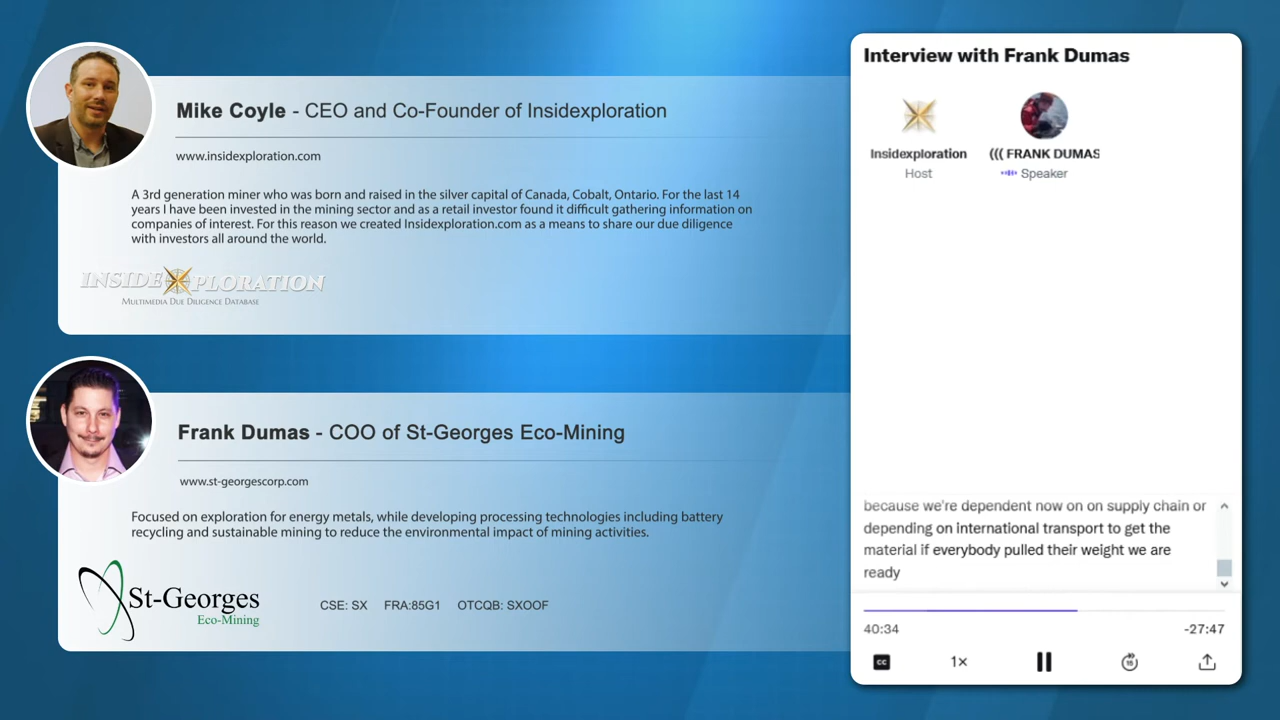 Mike Coyle - CEO and Co-Founder of Insidexploration
www.insidexploration.com
A 3rd generation miner who was born and raised in the silver capital of Canada, Cobalt, Ontario. For the last 14
years I have been invested in the mining sector and as a retail investor found it difficult gathering information on
companies of interest. For this reason we created Insidexploration.com as a means to share our due diligence
with investors all around the world.
INSIDEXPLORATION
MULTIMEDIA DUE DILIGENCE DATABASE
Frank Dumas - COO of St-Georges Eco-Mining
www.st-georgescorp.com
Focused on exploration for energy metals, while developing processing technologies including battery
recycling and sustainable mining to reduce the environmental impact of mining activities.
St-Georges
Eco-Mining
CSE: SX FRA:85G1 OTCQB: SXOOF
Interview with Frank Dumas
Insidexploration
Host
((( FRANK DUMAS
Speaker
because we're dependent now on on supply chain or
depending on international transport to get the
material if everybody pulled their weight we are
ready
40:34
-27:47
CC
1×
15